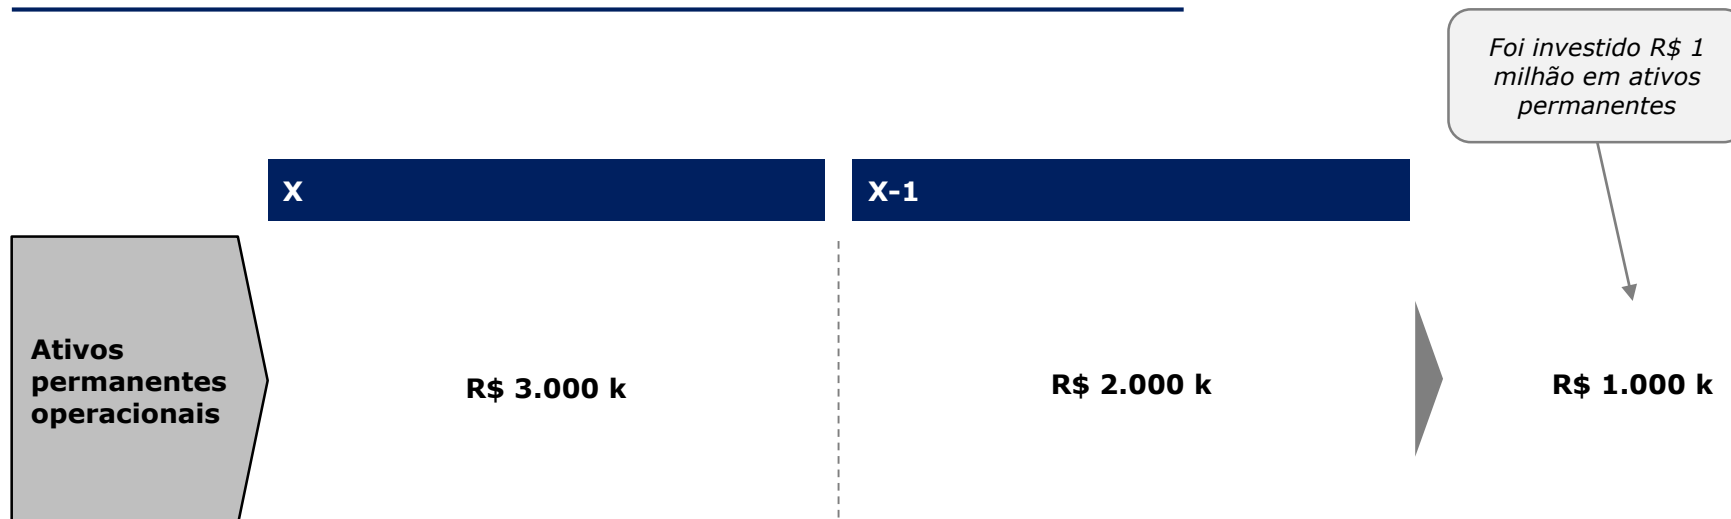 Foi investido R$ 1
milhão em ativos
permanentes
X
X-1
Ativos
permanentes
operacionais
R$ 3.000 k
R$ 2.000 k
R$ 1.000 k